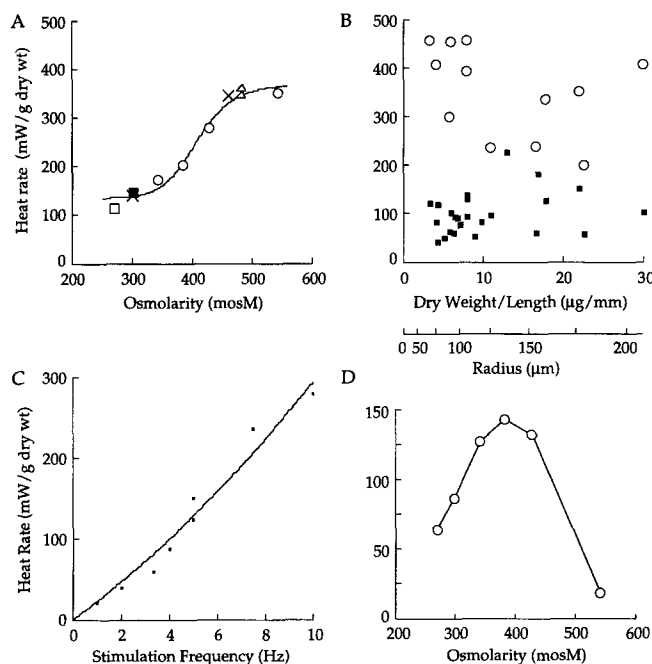 A
Heat rate (mW/g dry wt)
500
400
300
200
100
0
200 300 400 500 600
Osmolarity (mosM)
B
500
400
300
200
100
0
0 10 20 30
Dry Weight/Length (µg/mm)
0 50 100 150 200
Radius (µm)
C
Heat Rate (mW/g dry wt)
300
200
100
0
0 2 4 6 8 10
Stimulation Frequency (Hz)
D
150
100
75
25
0
200 300 400 500 600
Osmolarity (mosM)